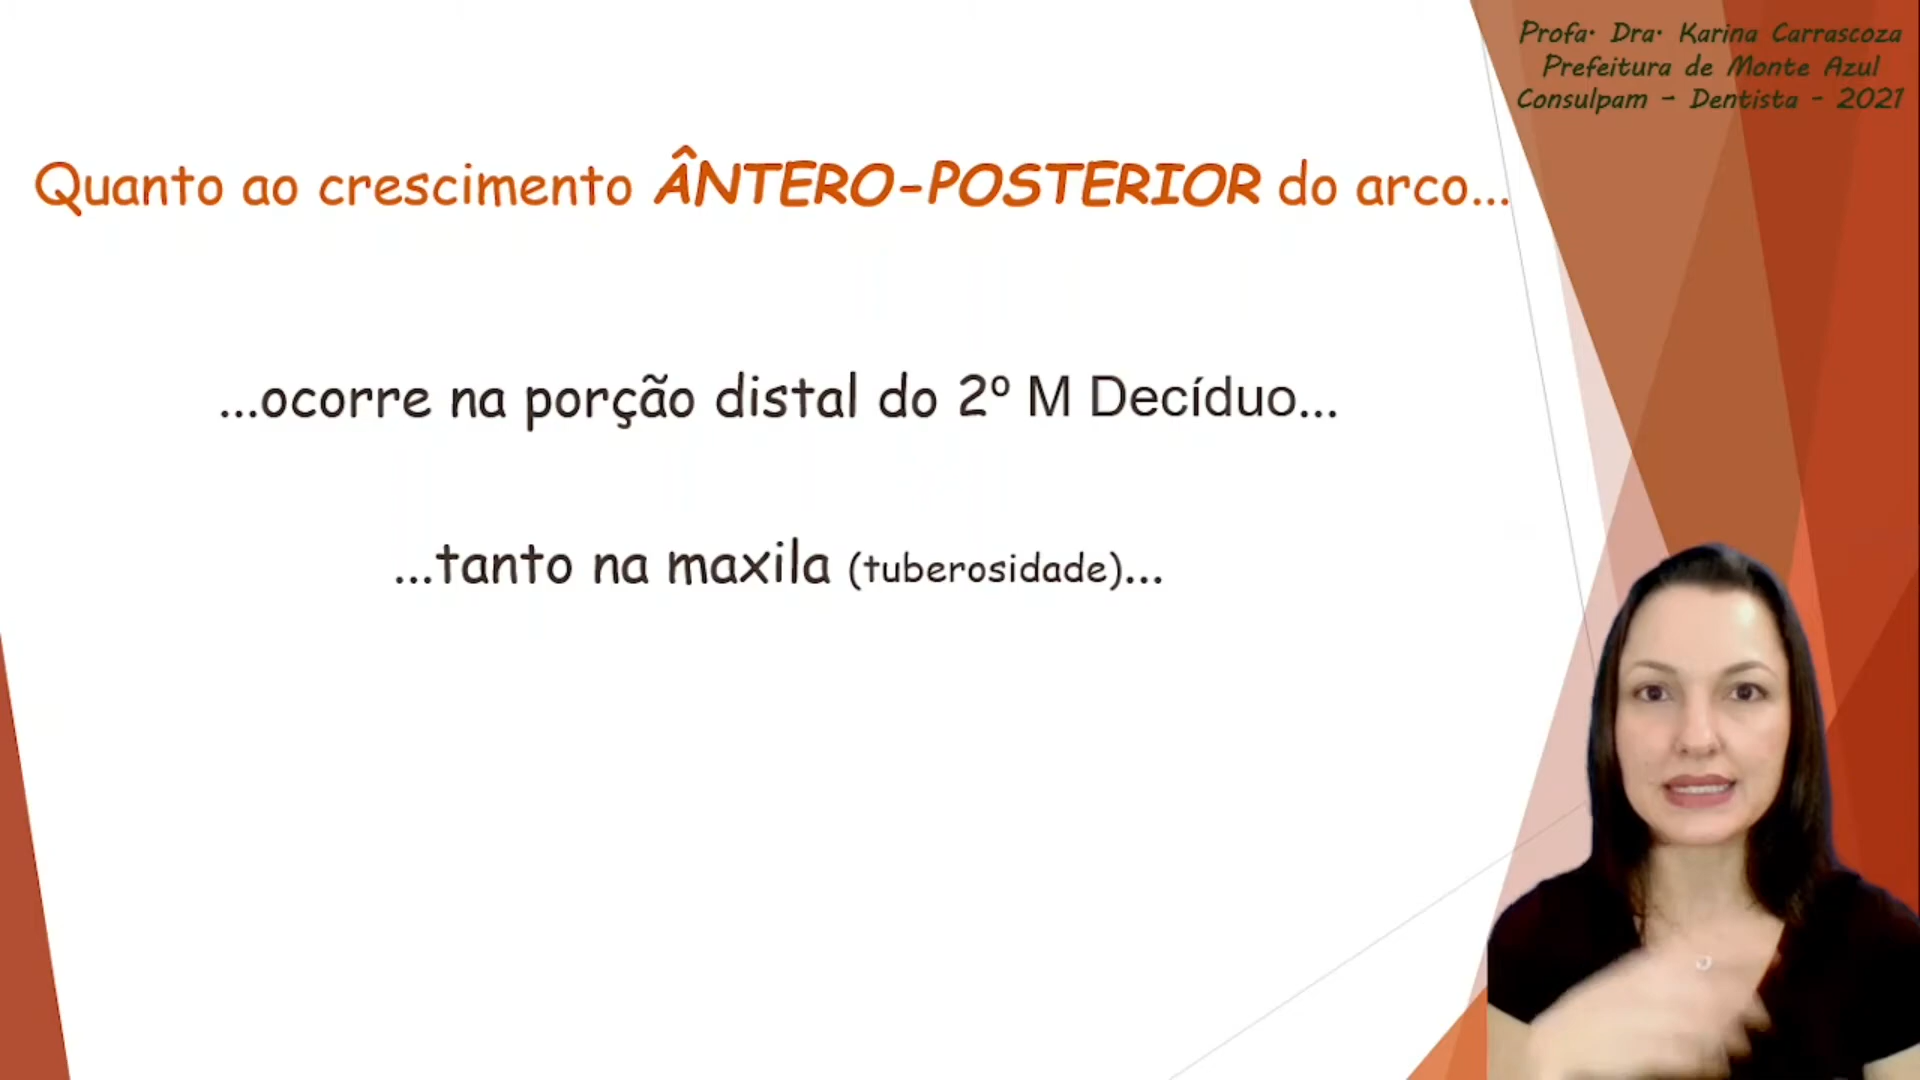 Profa. Dra. Karina Carrascoza
Prefeitura de Monte Azul
Consulpam - Dentista - 2021
Quanto ao crescimento ÂNTERO-POSTERIOR do arco...
...ocorre na porção distal do 2º M Decíduo...
...tanto na maxila (tuberosidade)...